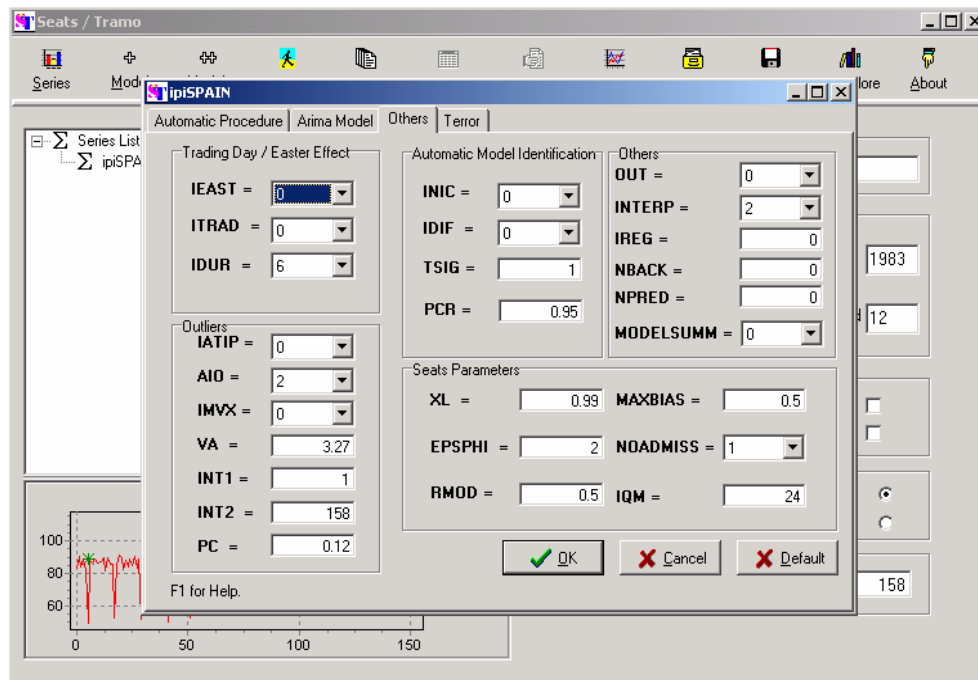 Seats / Tramo
Series
About
ipiSPAIN
Automatic Procedure
Arima Model
Others
Terror
Series List
Trading Day / Easter Effect
IEAST = 0
ITRAD = 0
IDUR = 6
Outliers
IATIP = 0
AIO = 2
IMVX = 0
VA = 3.27
INT1 = 1
INT2 = 158
PC = 0.12
F1 for Help.
Automatic Model Identification
INIC = 0
IDIF = 0
TSIG = 1
PCR = 0.95
Others
OUT = 0
INTERP = 2
IREG = 0
NBACK = 0
NPRED = 0
MODELSUMM = 0
Seats Parameters
XL = 0.99
MAXBIAS = 0.5
EPSPHI = 2
NOADMISS = 1
RMOD = 0.5
IQM = 24
OK
Cancel
Default
1983
12
158
100
80
60
0
50
100
150